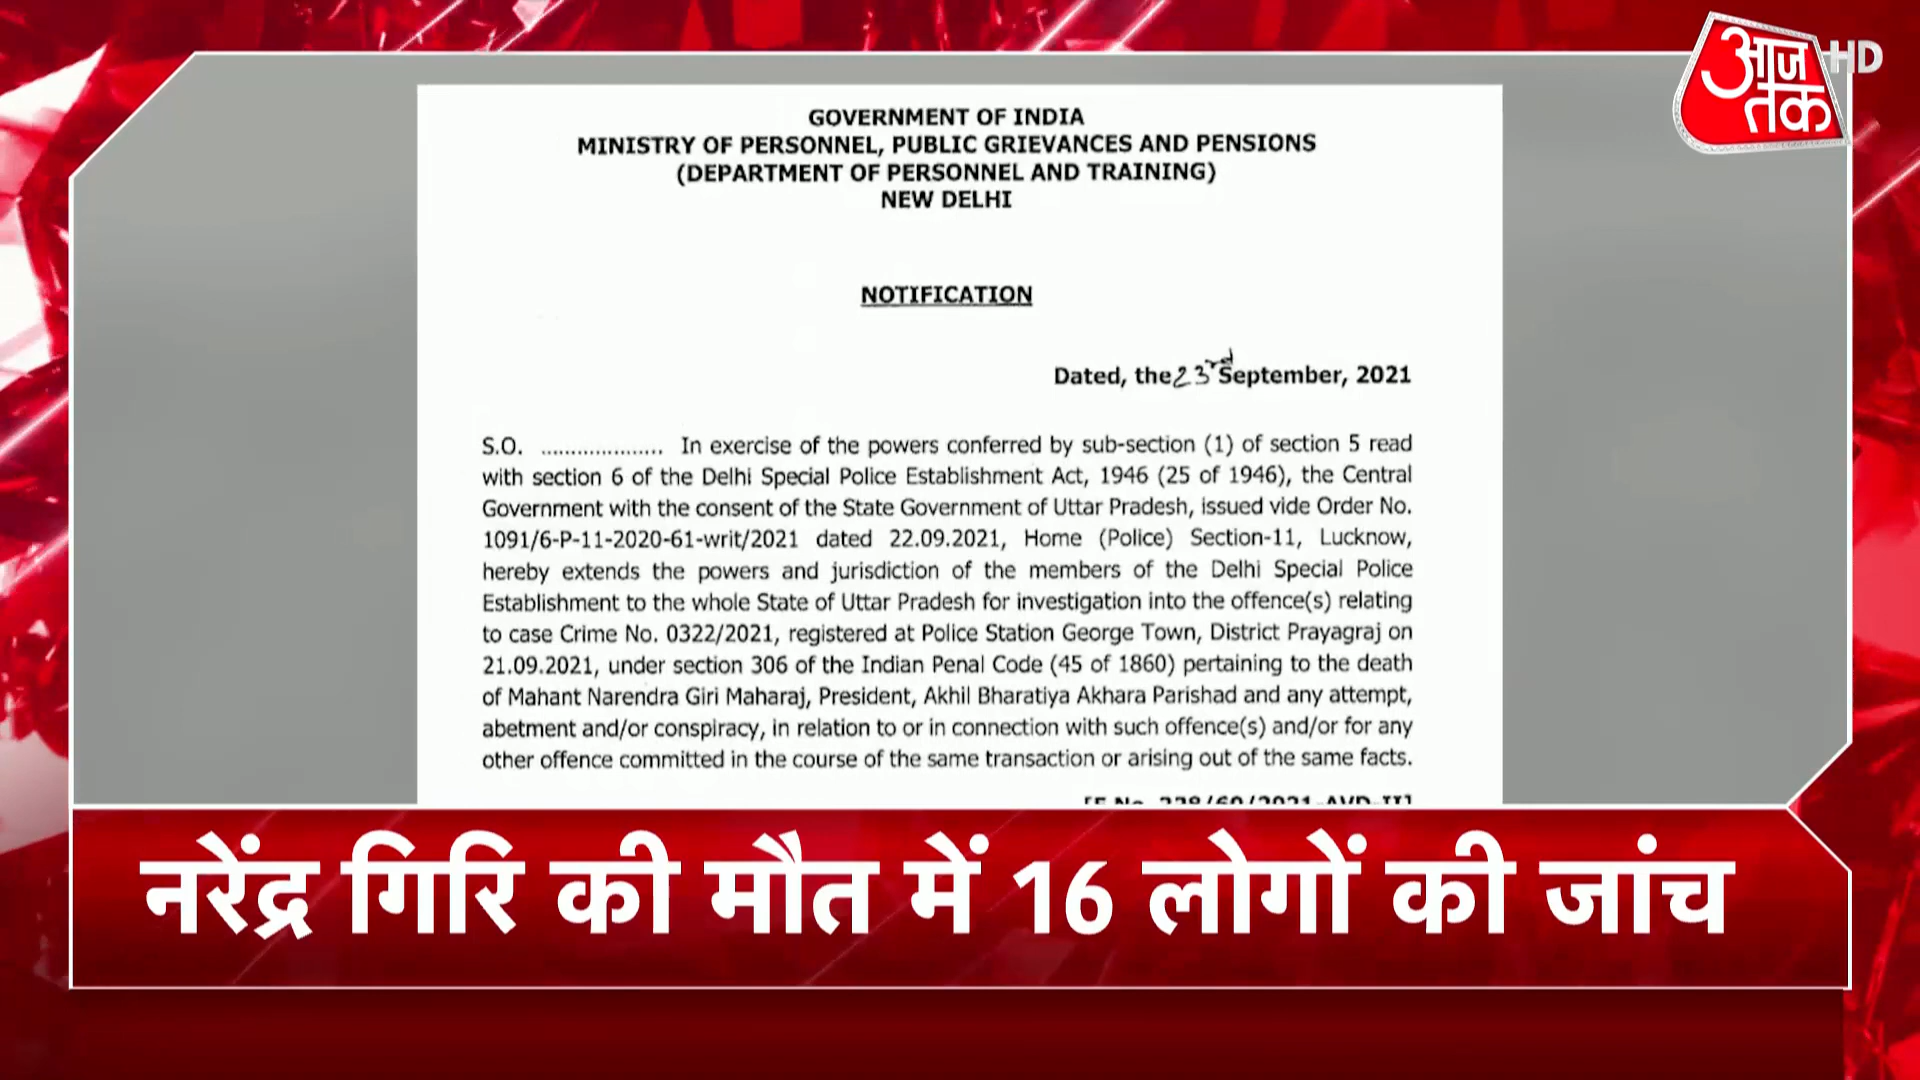 आज तक HD
GOVERNMENT OF INDIA
MINISTRY OF PERSONNEL, PUBLIC GRIEVANCES AND PENSIONS
(DEPARTMENT OF PERSONNEL AND TRAINING)
NEW DELHI
NOTIFICATION
Dated, the 23rd September, 2021
S.O. .................... In exercise of the powers conferred by sub-section (1) of section 5 read
with section 6 of the Delhi Special Police Establishment Act, 1946 (25 of 1946), the Central
Government with the consent of the State Government of Uttar Pradesh, issued vide Order No.
1091/6-P-11-2020-61-writ/2021 dated 22.09.2021, Home (Police) Section-11, Lucknow,
hereby extends the powers and jurisdiction of the members of the Delhi Special Police
Establishment to the whole State of Uttar Pradesh for investigation into the offence(s) relating
to case Crime No. 0322/2021, registered at Police Station George Town, District Prayagraj on
21.09.2021, under section 306 of the Indian Penal Code (45 of 1860) pertaining to the death
of Mahant Narendra Giri Maharaj, President, Akhil Bharatiya Akhara Parishad and any attempt,
abetment and/or conspiracy, in relation to or in connection with such offence(s) and/or for any
other offence committed in the course of the same transaction or arising out of the same facts.
नरेंद्र गिरि की मौत में 16 लोगों की जांच